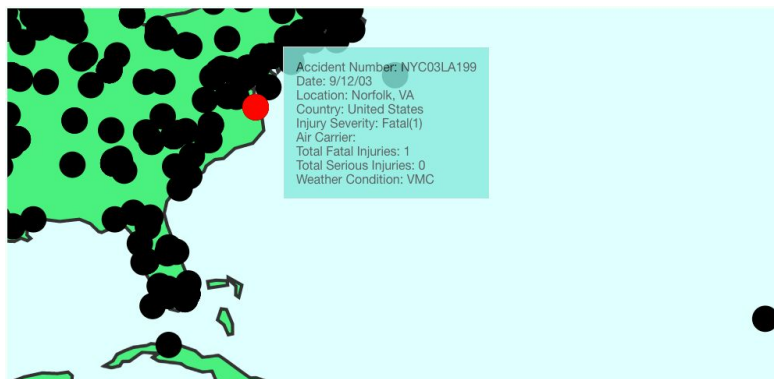 Accident Number: NYC03LA199
Date: 9/12/03
Location: Norfolk, VA
Country: United States
Injury Severity: Fatal(1)
Air Carrier:
Total Fatal Injuries: 1
Total Serious Injuries: 0
Weather Condition: VMC